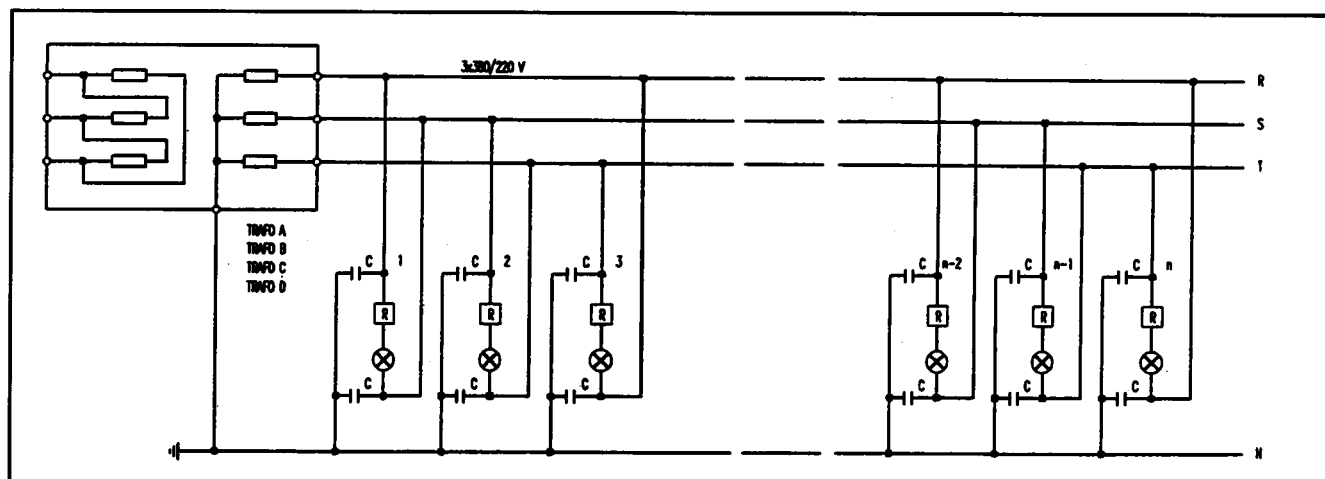 3x380/220 V
R
S
T
TRAFO A
TRAFO B
TRAFO C
TRAFO D
C 1
C 2
C 3
C n-2
C n-1
C n
R R R R R R
C C C C C C
N